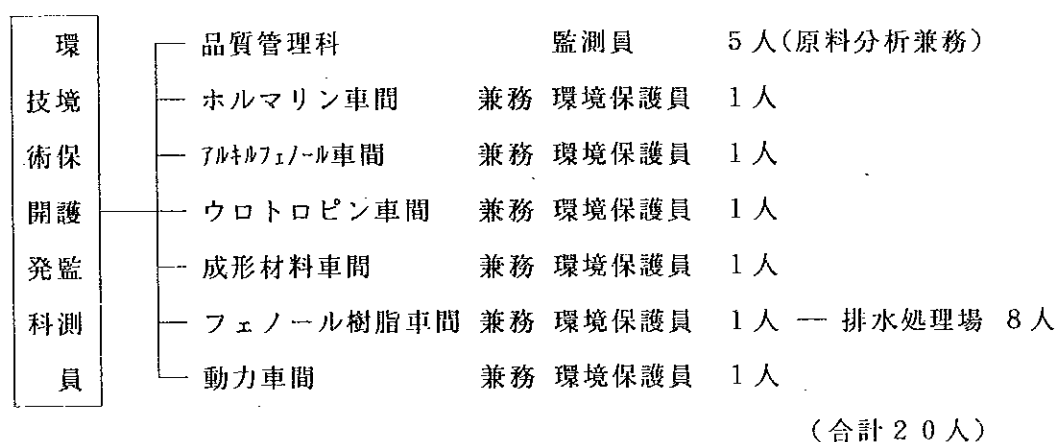 環 品質管理科 監測員 5人(原料分析兼務)
技境 ホルマリン車間 兼務 環境保護員 1人
術保 アルキルフェノール車間 兼務 環境保護員 1人
開護 ウロトロピン車間 兼務 環境保護員 1人
発監 成形材料車間 兼務 環境保護員 1人
科測 フェノール樹脂車間 兼務 環境保護員 1人 — 排水処理場 8人
員 動力車間 兼務 環境保護員 1人
(合計20人)